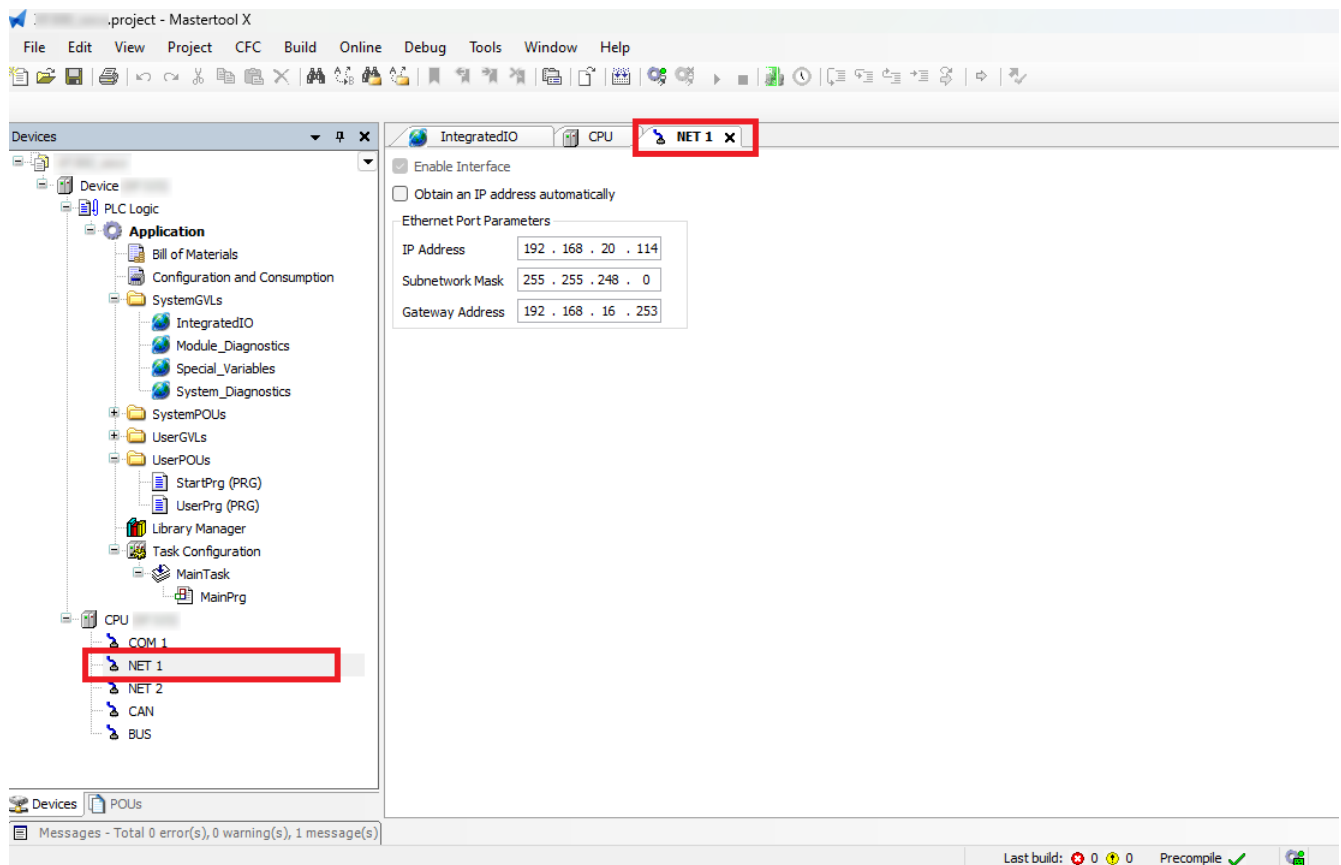 .project - Mastertool X
File Edit View Project CFC Build Online Debug Tools Window Help
Devices
IntegratedIO CPU NET 1
Enable Interface
Obtain an IP address automatically
Ethernet Port Parameters
IP Address 192 . 168 . 20 . 114
Subnetwork Mask 255 . 255 . 248 . 0
Gateway Address 192 . 168 . 16 . 253
Device
PLC Logic
Application
Bill of Materials
Configuration and Consumption
SystemGVLs
IntegratedIO
Module_Diagnostics
Special_Variables
System_Diagnostics
SystemPOUs
UserGVLs
UserPOUs
StartPrg (PRG)
UserPrg (PRG)
Library Manager
Task Configuration
MainTask
MainPrg
CPU
COM 1
NET 1
NET 2
CAN
BUS
Devices POUs
Messages - Total 0 error(s), 0 warning(s), 1 message(s)
Last build: 0 0 Precompile